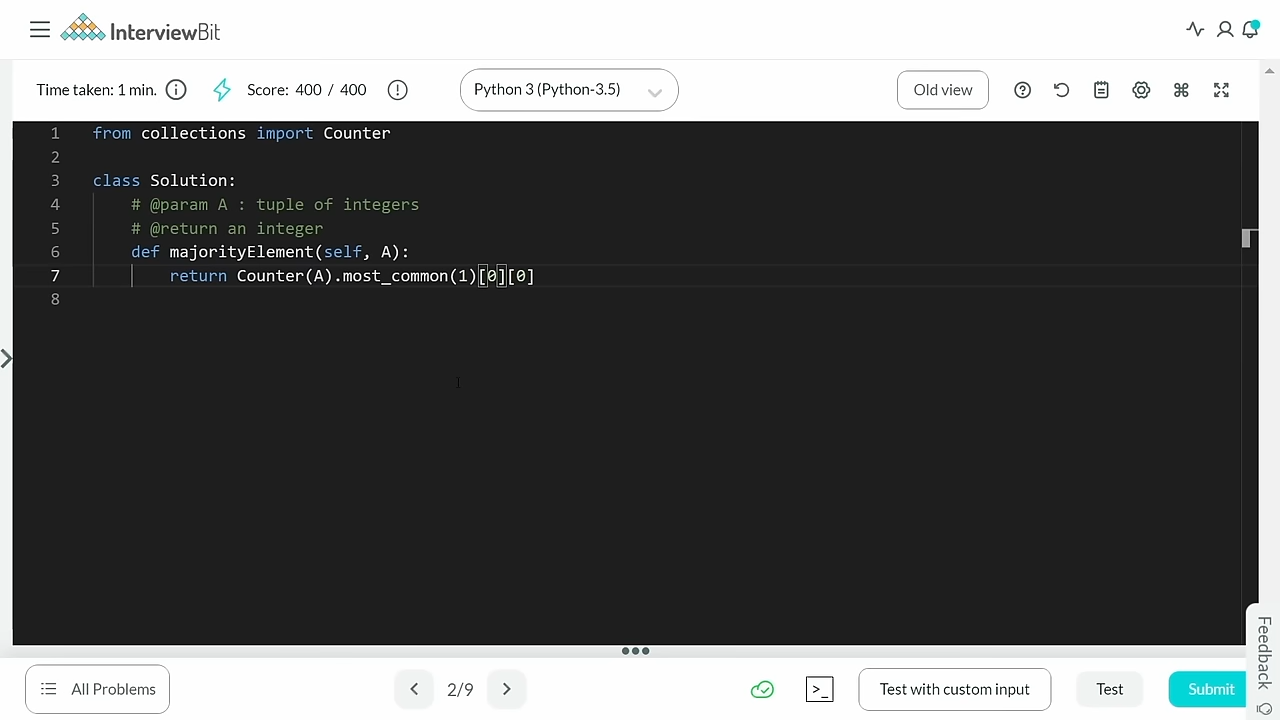 InterviewBit
Time taken: 1 min.
Score: 400 / 400
Python 3 (Python-3.5)
Old view
1 from collections import Counter
2
3 class Solution:
4 # @param A : tuple of integers
5 # @return an integer
6 def majorityElement(self, A):
7 return Counter(A).most_common(1)[0][0]
8
All Problems
2/9
>_
Test with custom input
Test
Submit
Feedback